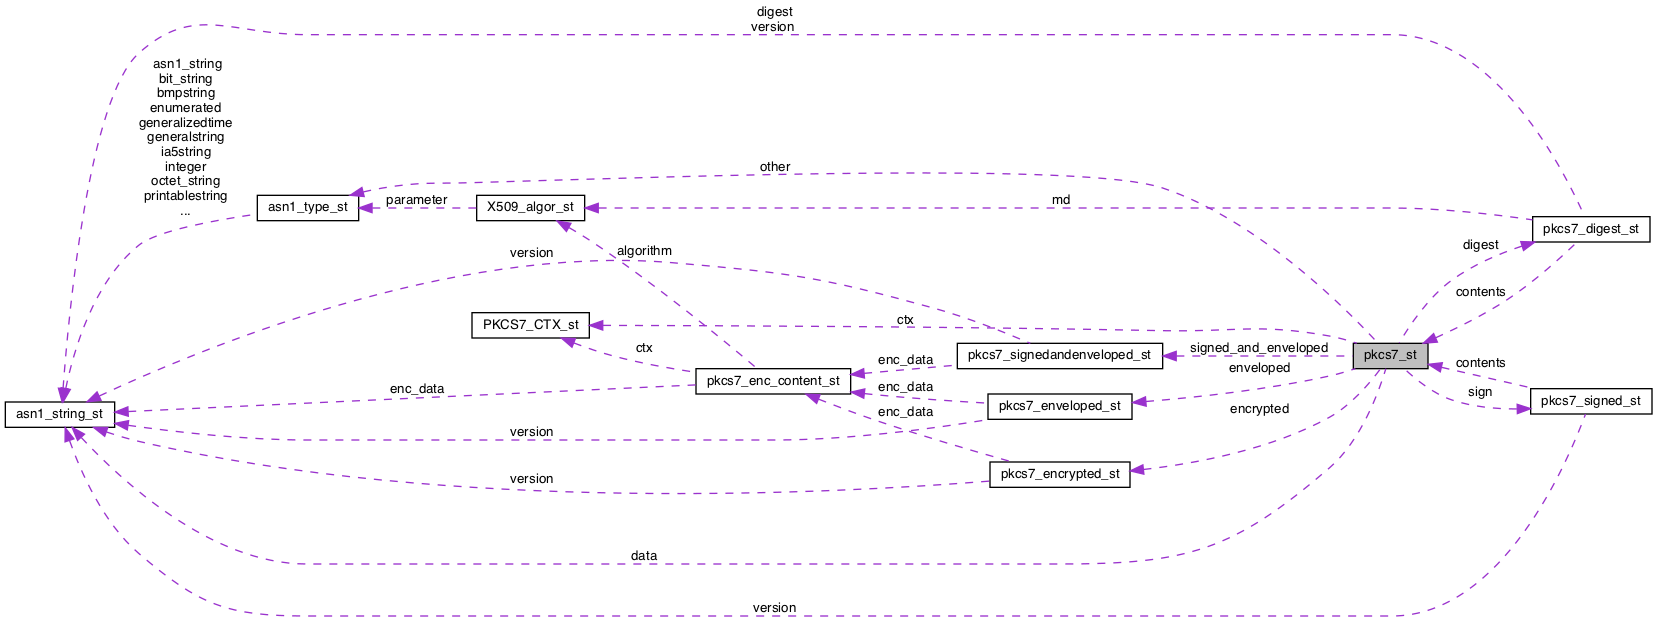 digest
version
asn1_string
bit_string
bmpstring
enumerated
generalizedtime
generalstring
ia5string
integer
octet_string
printablestring
...
other
asn1_type_st
parameter
X509_algor_st
md
pkcs7_digest_st
version
algorithm
digest
contents
PKCS7_CTX_st
ctx
ctx
enc_data
pkcs7_signedandenveloped_st
signed_and_enveloped
pkcs7_st
contents
enveloped
pkcs7_enc_content_st
enc_data
enc_data
sign
pkcs7_signed_st
asn1_string_st
enc_data
pkcs7_enveloped_st
encrypted
version
pkcs7_encrypted_st
version
data
version